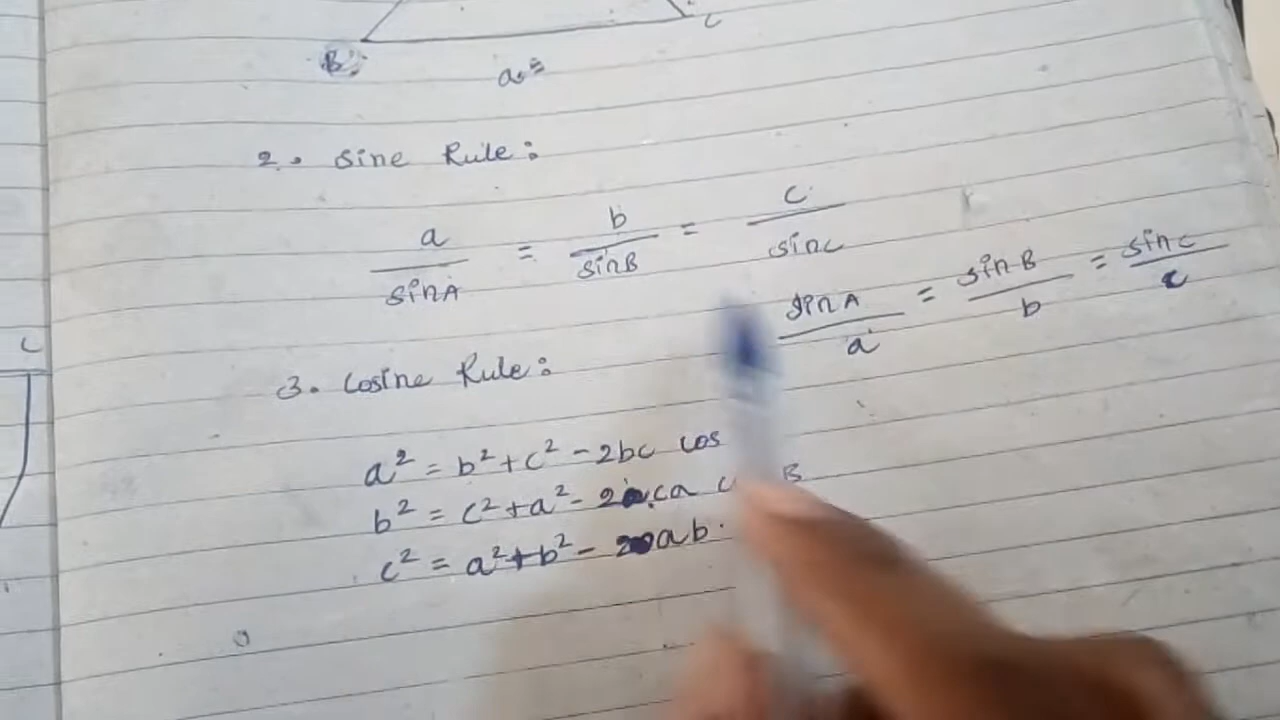 B C
a =
2. Sine Rule:
a/sinA = b/sinB = c/sinc
sinA/a = sinB/b = sinc/c
3. Cosine Rule:
a² = b² + c² - 2bc cos
b² = c² + a² - 2ca B
c² = a² + b² - 2ab